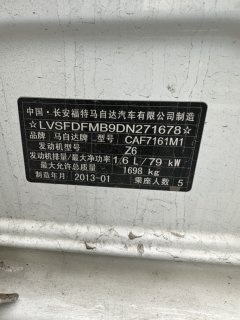 中国·长安福特马自达汽车有限公司制造
☆LVSFDFMB9DN271678☆
品牌 马自达牌 型号 CAF7161M1
发动机型号 Z6
发动机排量/最大净功率 1.6 L/79 kW
最大允许总质量 1698 kg
制造年月 2013-01 乘座人数 5